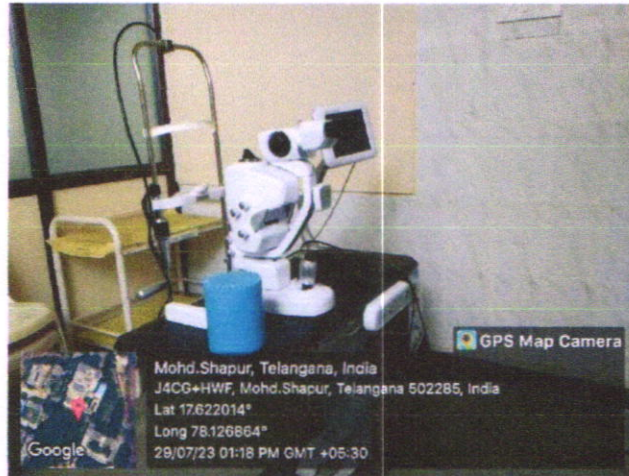 GPS Map Camera
Mohd.Shapur, Telangana, India
J4CG+HWF, Mohd.Shapur, Telangana 502285, India
Lat 17.622014°
Long 78.126864°
29/07/23 01:18 PM GMT +05:30
Google